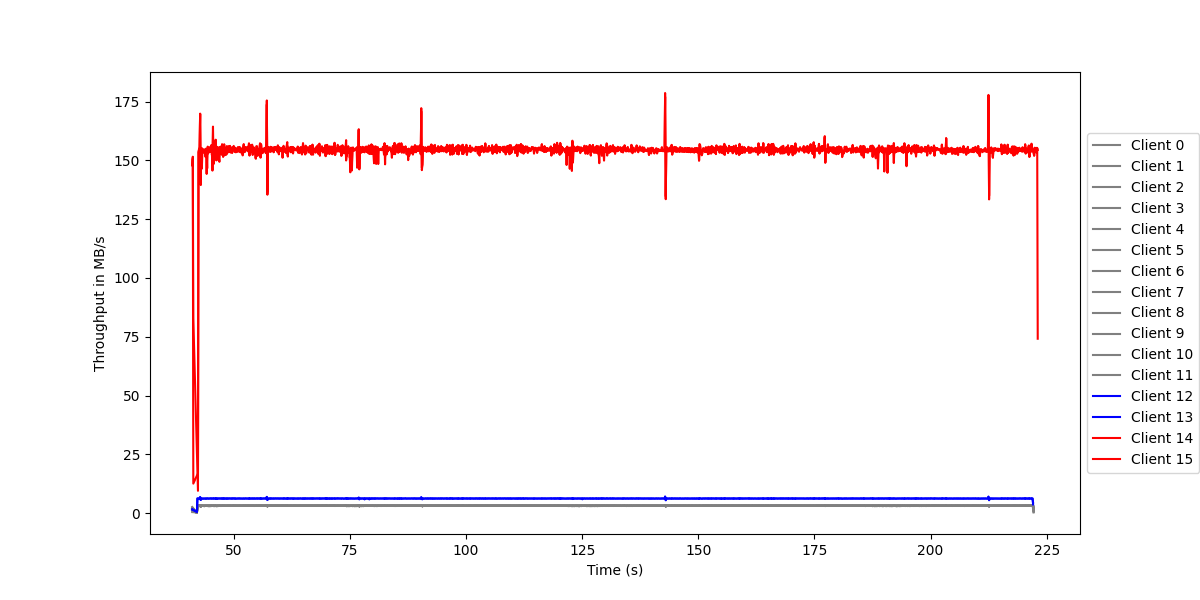 175
150
125
100
75
50
25
0
Throughput in MB/s
50 75 100 125 150 175 200 225
Time (s)
Client 0
Client 1
Client 2
Client 3
Client 4
Client 5
Client 6
Client 7
Client 8
Client 9
Client 10
Client 11
Client 12
Client 13
Client 14
Client 15